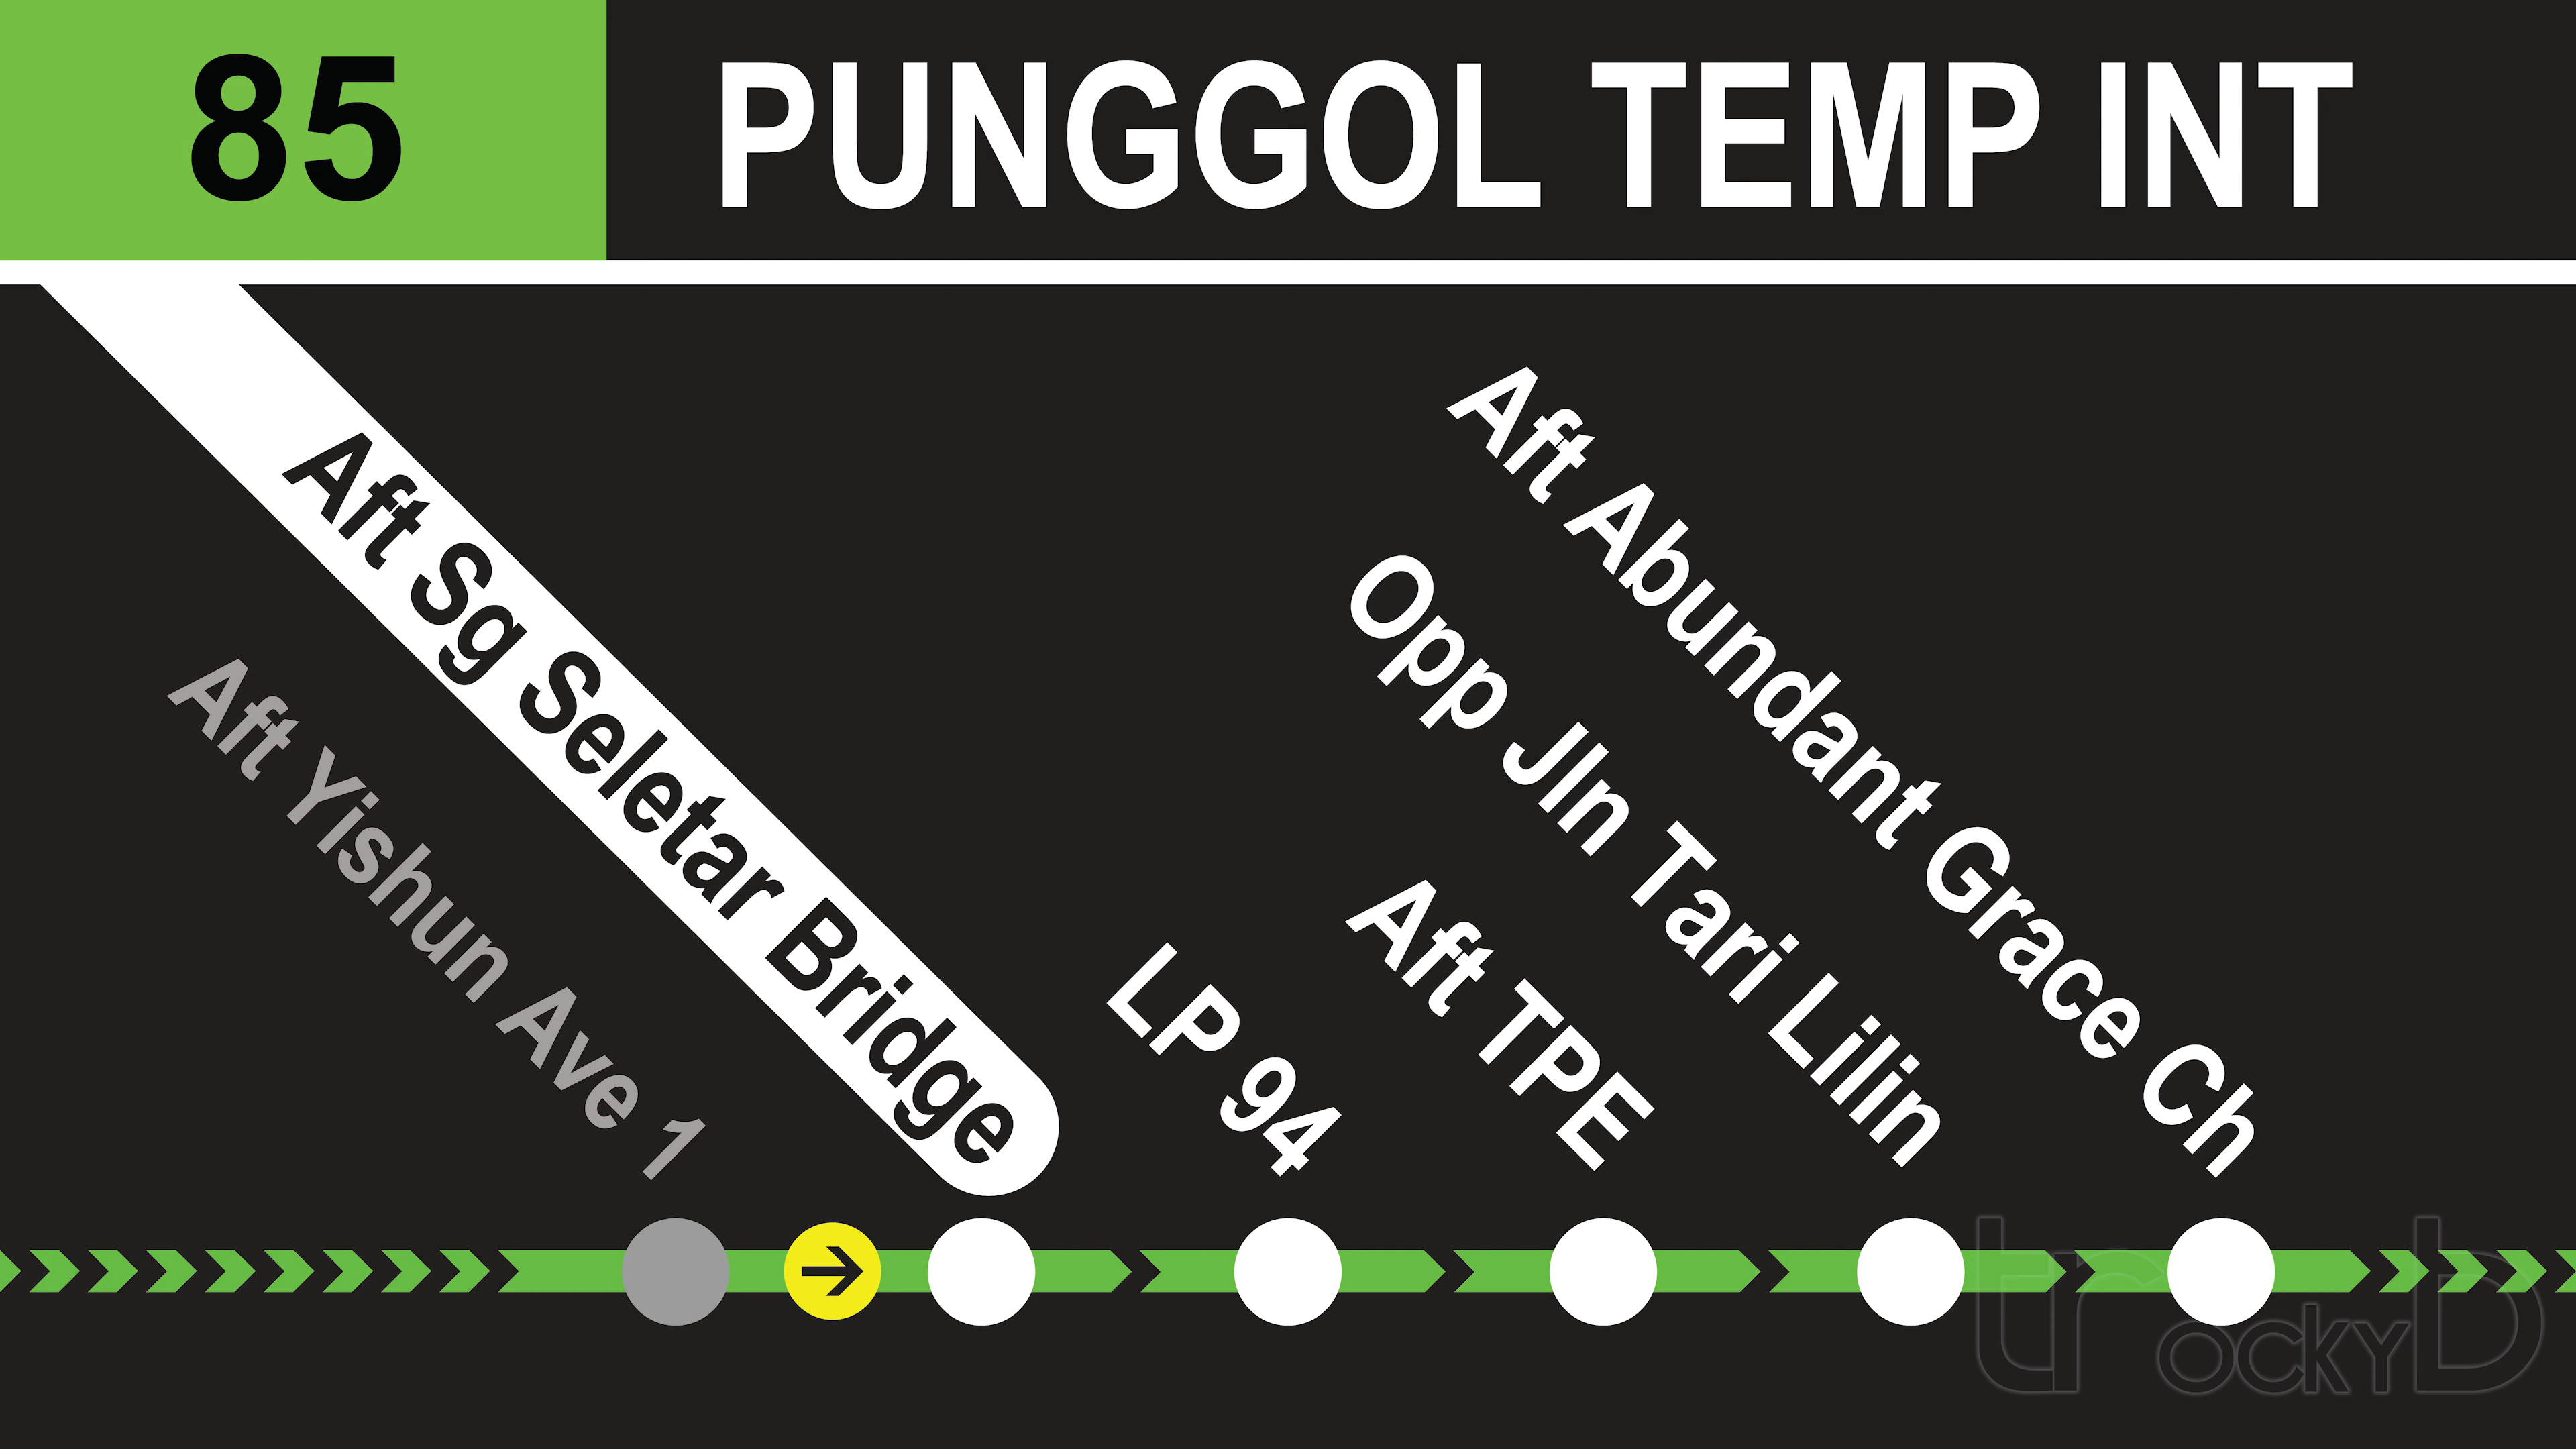 85
PUNGGOL TEMP INT
Aft Yishun Ave 1
Aft Sg Seletar Bridge
LP 94
Aft TPE
Opp Jln Tari Lilin
Aft Abundant Grace Ch
trockyb